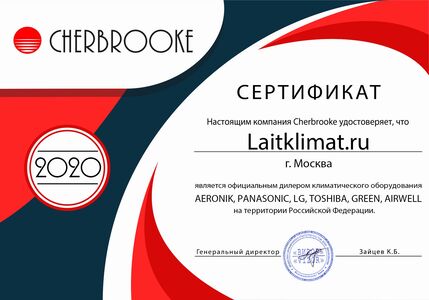 CHERBROOKE
2020
СЕРТИФИКАТ
Настоящим компания Cherbrooke удостоверяет, что
Laitklimat.ru
г. Москва
является официальным дилером климатического оборудования
AERONIK, PANASONIC, LG, TOSHIBA, GREEN, AIRWELL
на территории Российской Федерации.
Генеральный директор
Зайцев К.Б.